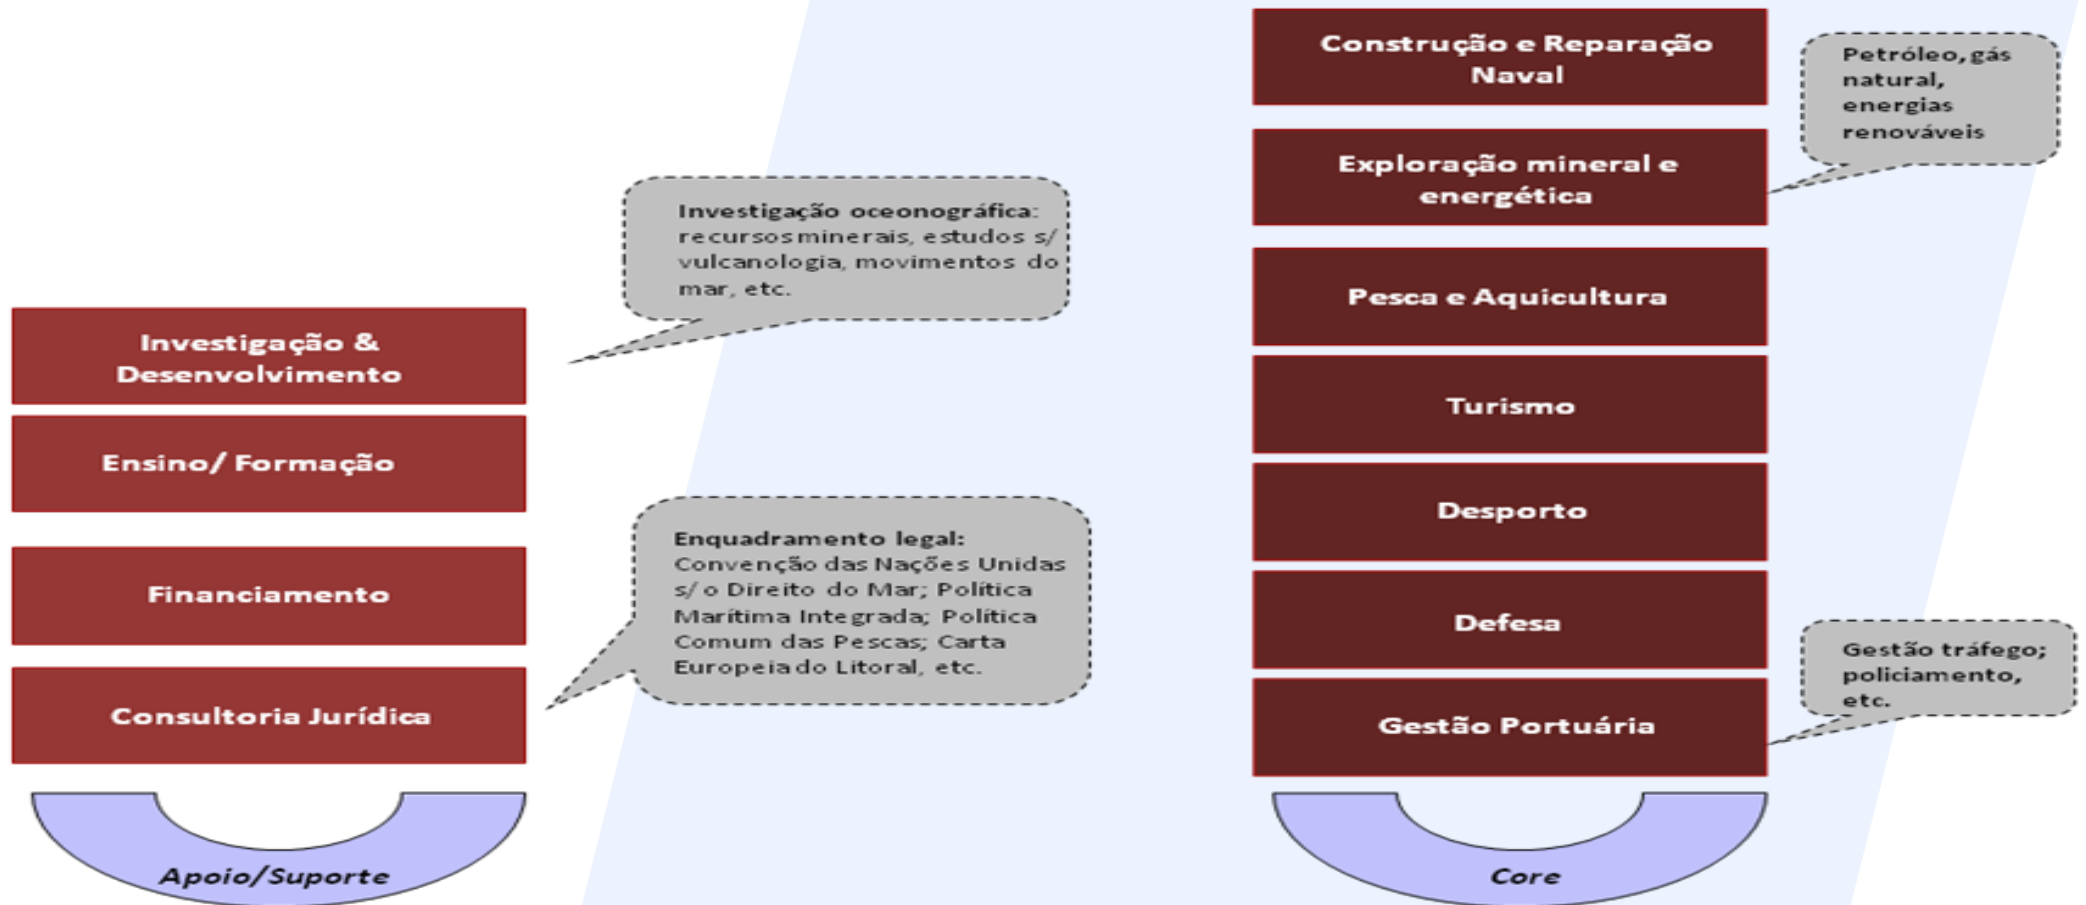 Investigação oceonográfica:
recursos minerais, estudos s/
vulcanologia, movimentos do
mar, etc.
Investigação &
Desenvolvimento
Ensino/ Formação
Enquadramento legal:
Convenção das Nações Unidas
s/ o Direito do Mar; Política
Marítima Integrada; Política
Comum das Pescas; Carta
Europeia do Litoral, etc.
Financiamento
Consultoria Jurídica
Apoio/Suporte
Construção e Reparação
Naval
Petróleo, gás
natural,
energias
renováveis
Exploração mineral e
energética
Pesca e Aquicultura
Turismo
Desporto
Defesa
Gestão tráfego;
policiamento,
etc.
Gestão Portuária
Core